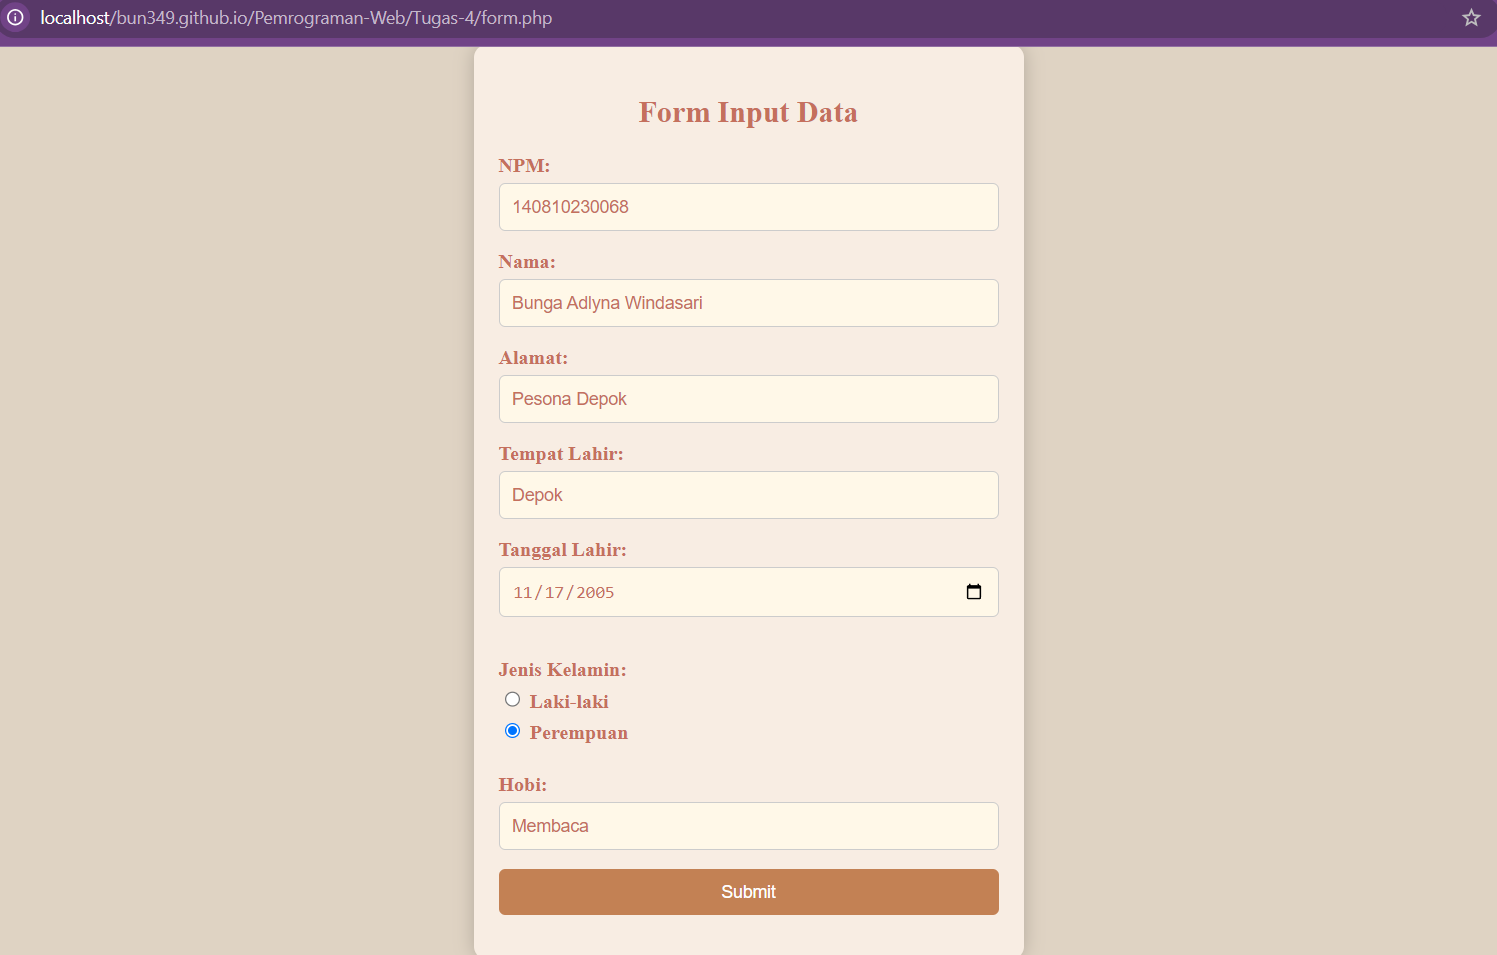 localhost/bun349.github.io/Pemrograman-Web/Tugas-4/form.php
Form Input Data
NPM:
140810230068
Nama:
Bunga Adlyna Windasari
Alamat:
Pesona Depok
Tempat Lahir:
Depok
Tanggal Lahir:
11/17/2005
Jenis Kelamin:
Laki-laki
Perempuan
Hobi:
Membaca
Submit